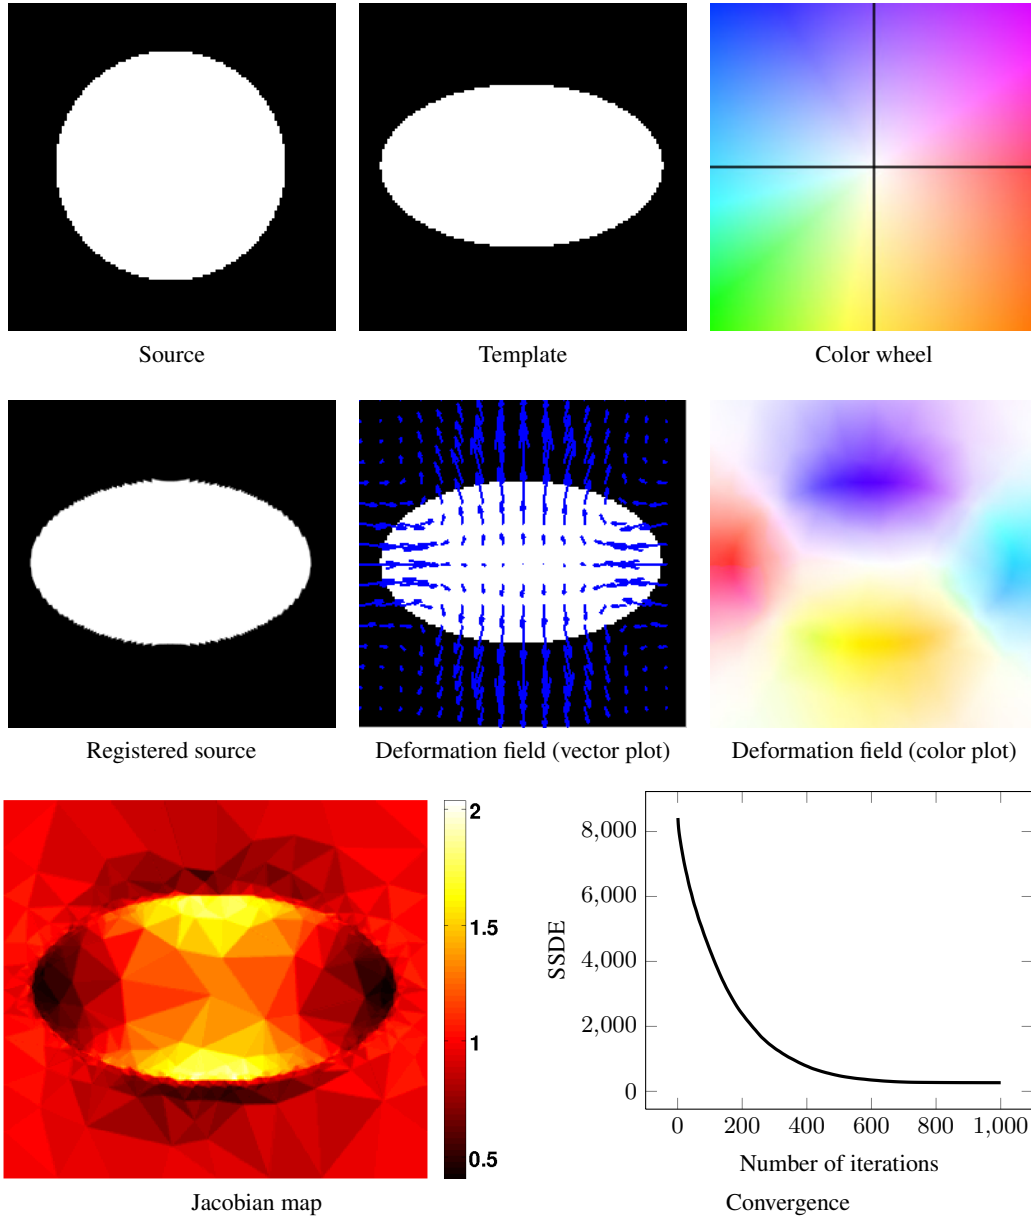 Source
Template
Color wheel
Registered source
Deformation field (vector plot)
Deformation field (color plot)
2
1.5
1
0.5
Jacobian map
8,000
6,000
4,000
2,000
0
SSDE
0 200 400 600 800 1,000
Number of iterations
Convergence